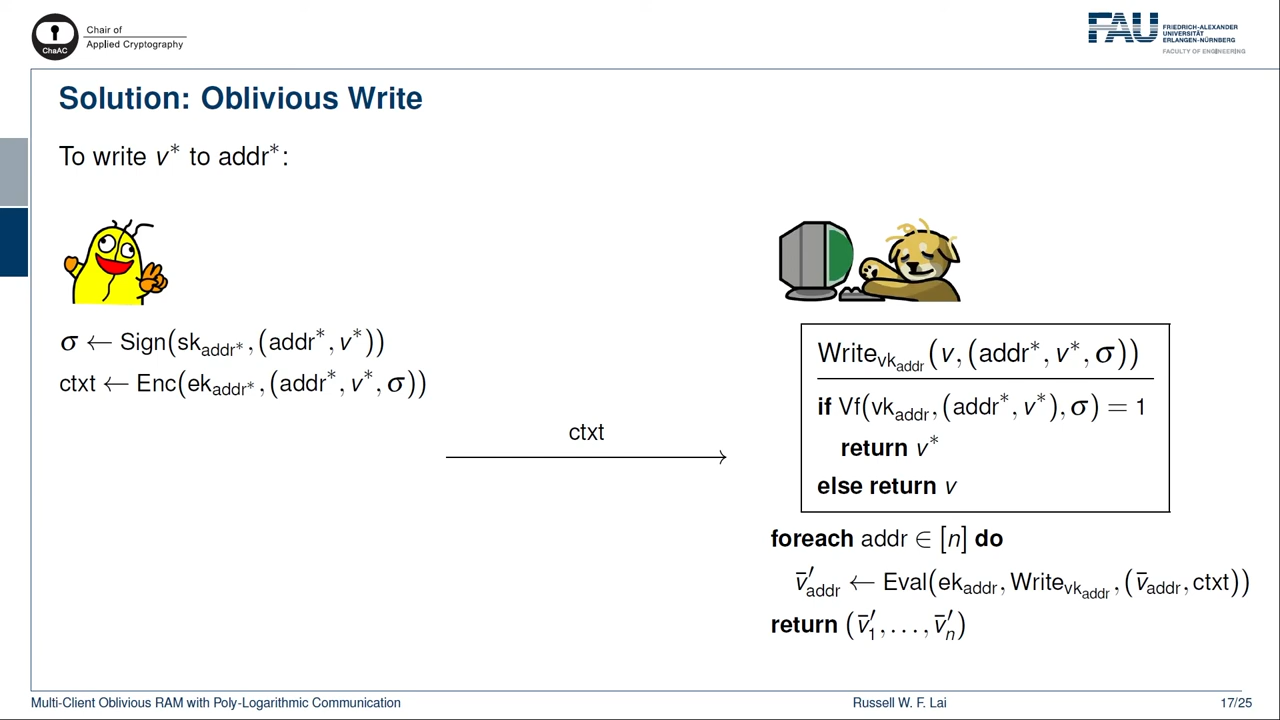 Chair of
Applied Cryptography
ChaAC
FAU
FRIEDRICH-ALEXANDER
UNIVERSITÄT
ERLANGEN-NÜRNBERG
FACULTY OF ENGINEERING
Solution: Oblivious Write
To write v* to addr*:
σ ← Sign(sk_addr*, (addr*, v*))
ctxt ← Enc(ek_addr*, (addr*, v*, σ))
ctxt
Write_vk_addr(v, (addr*, v*, σ))
if Vf(vk_addr, (addr*, v*), σ) = 1
return v*
else return v
foreach addr ∈ [n] do
v̄′_addr ← Eval(ek_addr, Write_vk_addr, (v̄_addr, ctxt))
return (v̄′_1, . . . , v̄′_n)
Multi-Client Oblivious RAM with Poly-Logarithmic Communication
Russell W. F. Lai
17/25